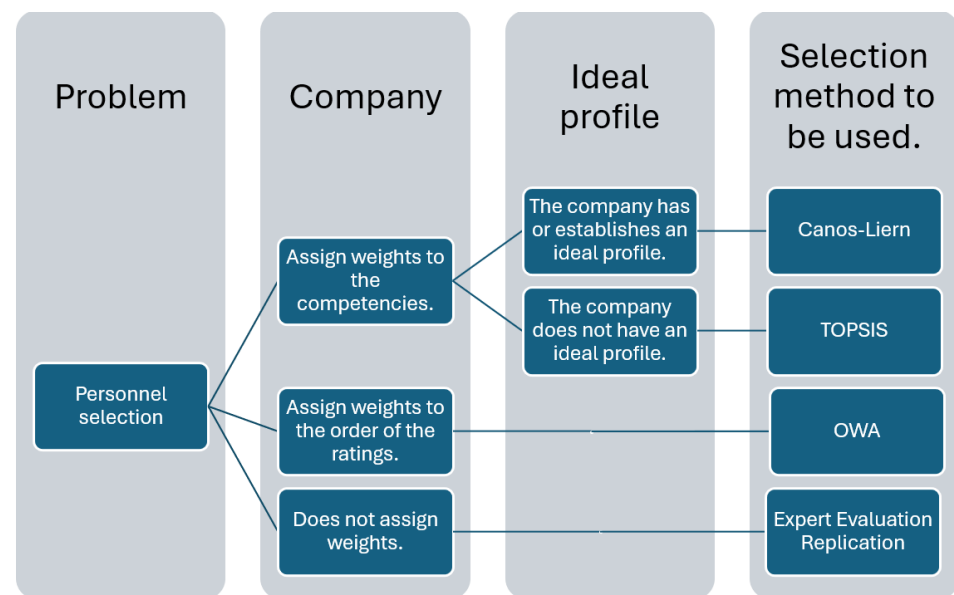 Problem
Company
Ideal
profile
Selection
method to
be used.
Personnel
selection
Assign weights to
the
competencies.
Assign weights to
the order of the
ratings.
Does not assign
weights.
The company has
or establishes an
ideal profile.
The company
does not have an
ideal profile.
Canos-Liern
TOPSIS
OWA
Expert Evaluation
Replication